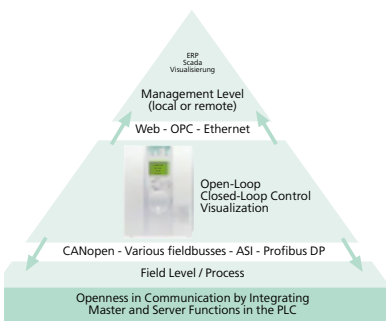 ERP
Scada
Visualisierung
Management Level
(local or remote)
Web - OPC - Ethernet
Open-Loop
Closed-Loop Control
Visualization
CANopen - Various fieldbusses - ASI - Profibus DP
Field Level / Process
Openness in Communication by Integrating
Master and Server Functions in the PLC